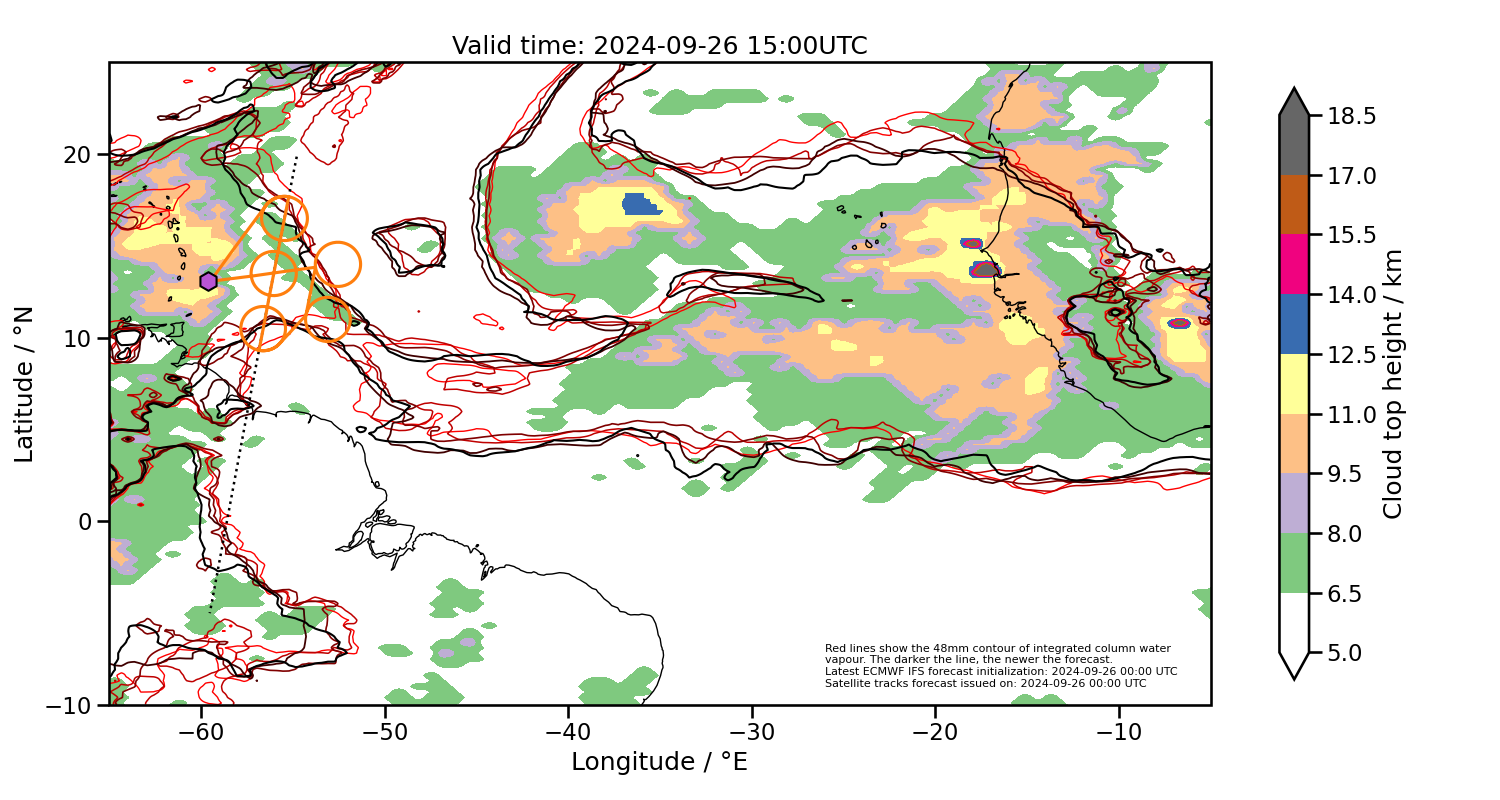 Valid time: 2024-09-26 15:00UTC
20
10
0
−10
Latitude / °N
−60
−50
−40
−30
−20
−10
Longitude / °E
Red lines show the 48mm contour of integrated column water
vapour. The darker the line, the newer the forecast.
Latest ECMWF IFS forecast initialization: 2024-09-26 00:00 UTC
Satellite tracks forecast issued on: 2024-09-26 00:00 UTC
18.5
17.0
15.5
14.0
12.5
11.0
9.5
8.0
6.5
5.0
Cloud top height / km